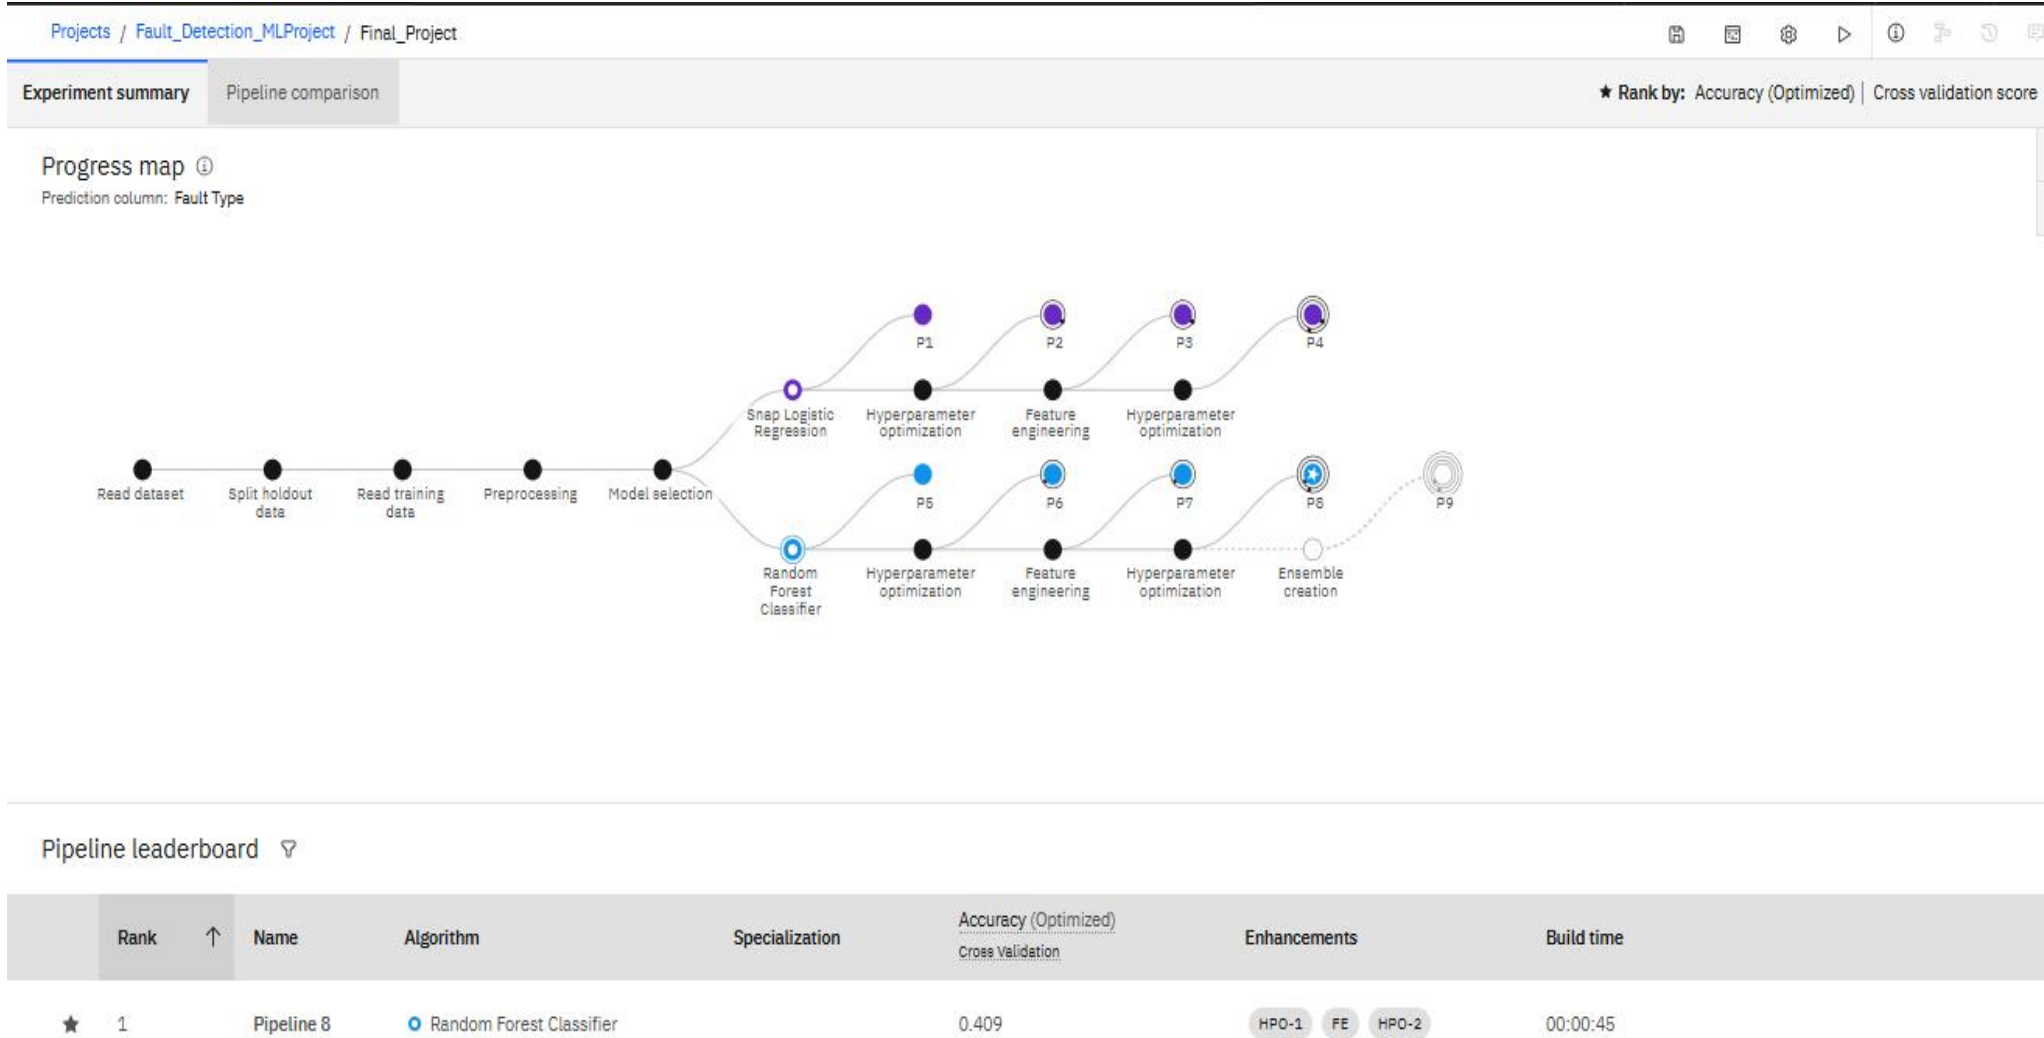 Projects / Fault_Detection_MLProject / Final_Project
Experiment summary Pipeline comparison ★ Rank by: Accuracy (Optimized) | Cross validation score
Progress map
Prediction column: Fault Type
P1 P2 P3 P4
Snap Logistic Hyperparameter Feature Hyperparameter
Regression optimization engineering optimization
Read dataset Split holdout Read training Preprocessing Model selection
data data
P5 P6 P7 P8 P9
Random Hyperparameter Feature Hyperparameter Ensemble
Forest optimization engineering optimization creation
Classifier
Pipeline leaderboard
Rank ↑ Name Algorithm Specialization Accuracy (Optimized) Enhancements Build time
Cross Validation
★ 1 Pipeline 8 Random Forest Classifier 0.409 HPO-1 FE HPO-2 00:00:45